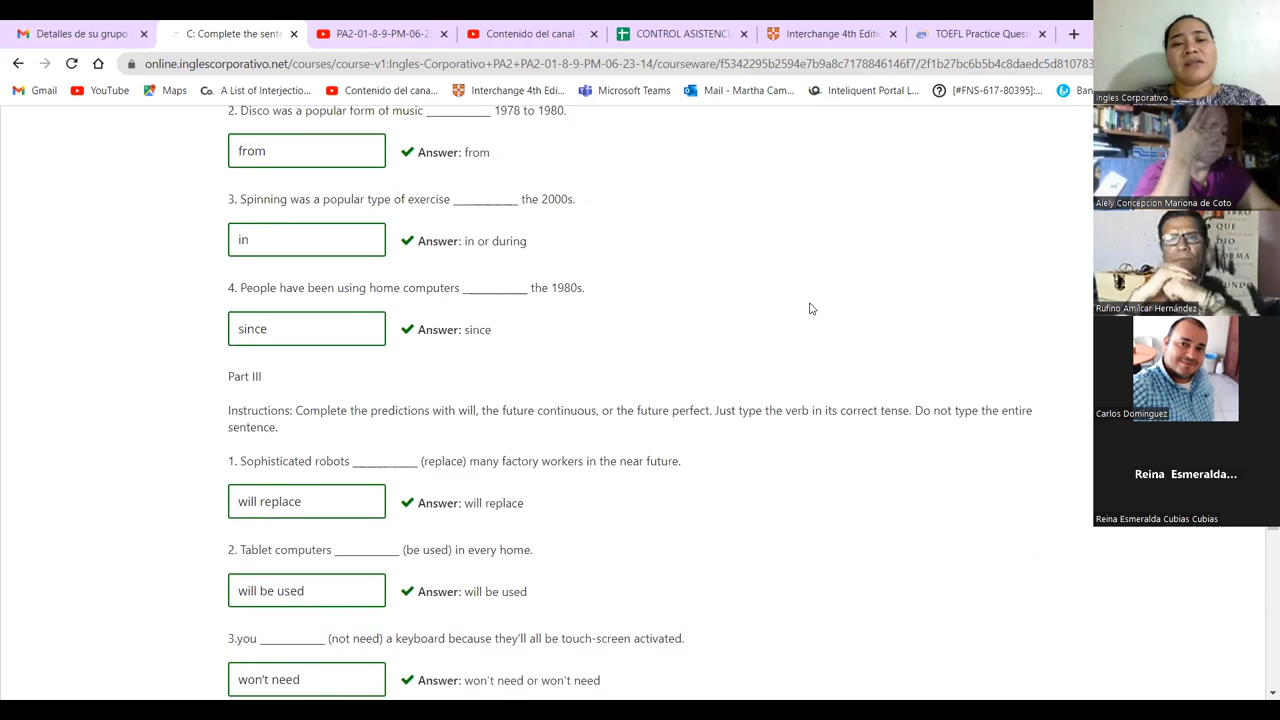 Detalles de su grupo
C: Complete the sent
PA2-01-8-9-PM-06-2
Contenido del canal -
CONTROL ASISTENCI
Interchange 4th Editi
TOEFL Practice Quest
online.inglescorporativo.net/courses/course-v1:Ingles-Corporativo+PA2+PA2-01-8-9-PM-06-23-14/courseware/f5342295b2594e7b9a8c7178846146f7/2f1b27bc6b5b4c8daedc5d810783
Gmail
YouTube
Maps
A List of Interjectio...
Contenido del cana...
Interchange 4th Edi...
Microsoft Teams
Mail - Martha Cam...
Inteliquent Portal L...
[#FNS-617-80395]:...
Ban
2. Disco was a popular form of music __________ 1978 to 1980.
from
Answer: from
3. Spinning was a popular type of exercise __________ the 2000s.
in
Answer: in or during
4. People have been using home computers __________ the 1980s.
since
Answer: since
Part III
Instructions: Complete the predictions with will, the future continuous, or the future perfect. Just type the verb in its correct tense. Do not type the entire
sentence.
1. Sophisticated robots __________ (replace) many factory workers in the near future.
will replace
Answer: will replace
2. Tablet computers __________ (be used) in every home.
will be used
Answer: will be used
3.you __________ (not need) a keyboard because they'll all be touch-screen activated.
won't need
Answer: won't need or won't need
Ingles Corporativo
Alely Concepcion Mariona de Coto
Rufino Amílcar Hernández
Carlos Domínguez
Reina Esmeralda...
Reina Esmeralda Cubias Cubias